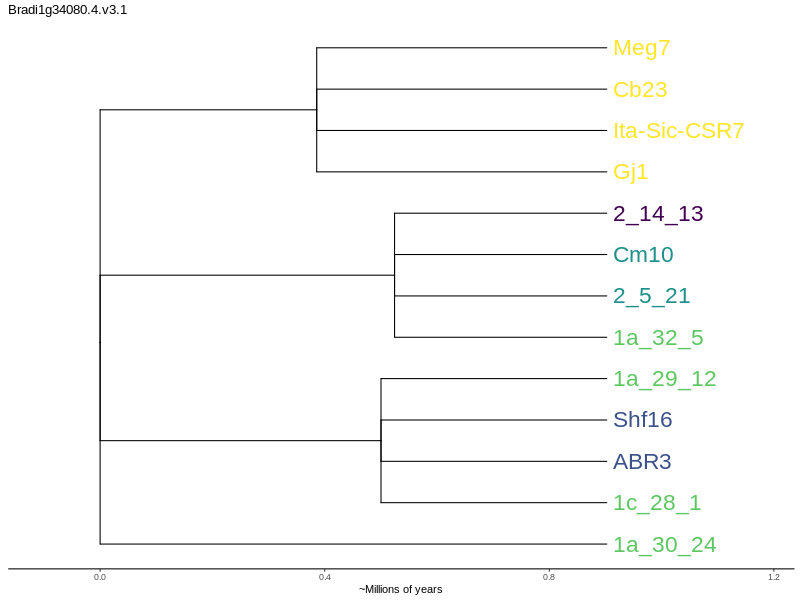 Bradi1g34080.4.v3.1
Meg7
Cb23
Ita-Sic-CSR7
Gj1
2_14_13
Cm10
2_5_21
1a_32_5
1a_29_12
Shf16
ABR3
1c_28_1
1a_30_24
0.0 0.4 0.8 1.2
~Millions of years